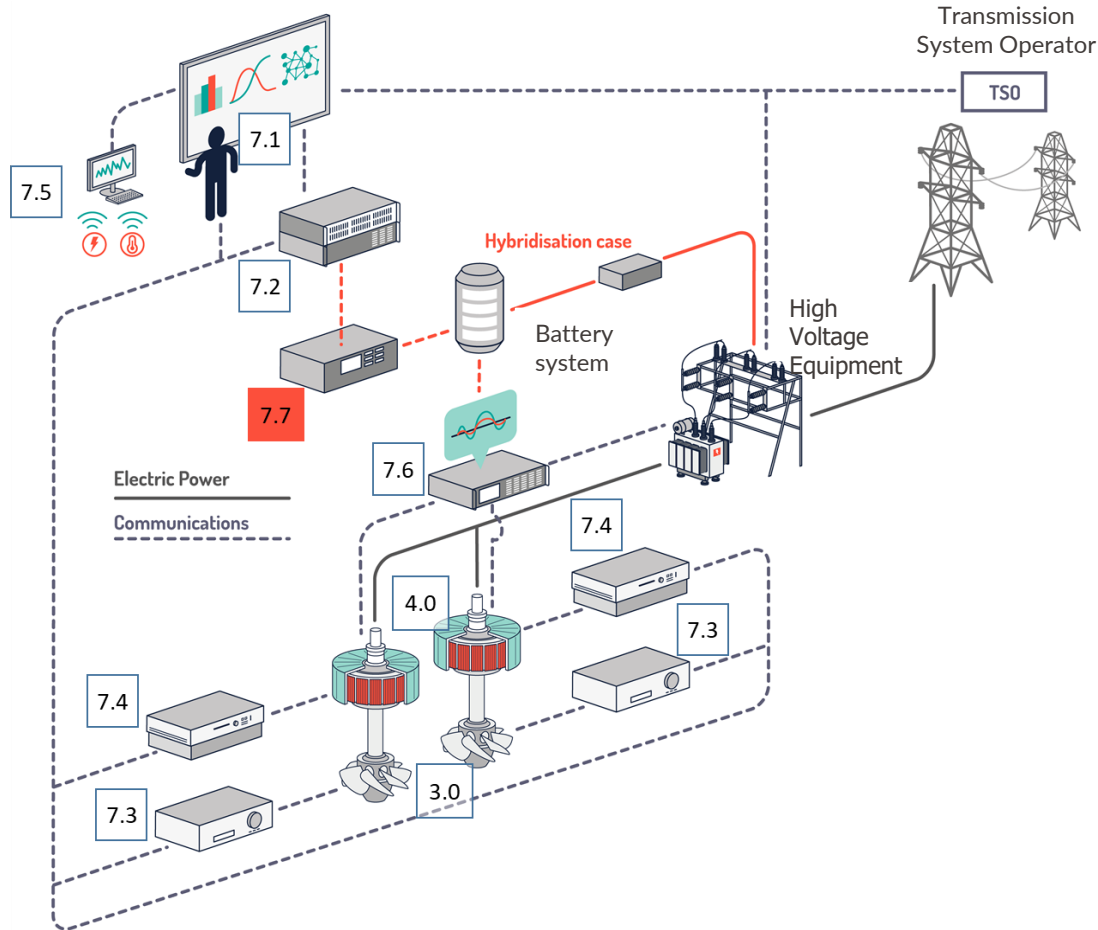 Transmission
System Operator
TSO
7.1
7.5
7.2
Hybridisation case
Battery
system
High
Voltage
Equipment
7.7
7.6
Electric Power
Communications
7.4
4.0
7.3
7.4
7.3
3.0